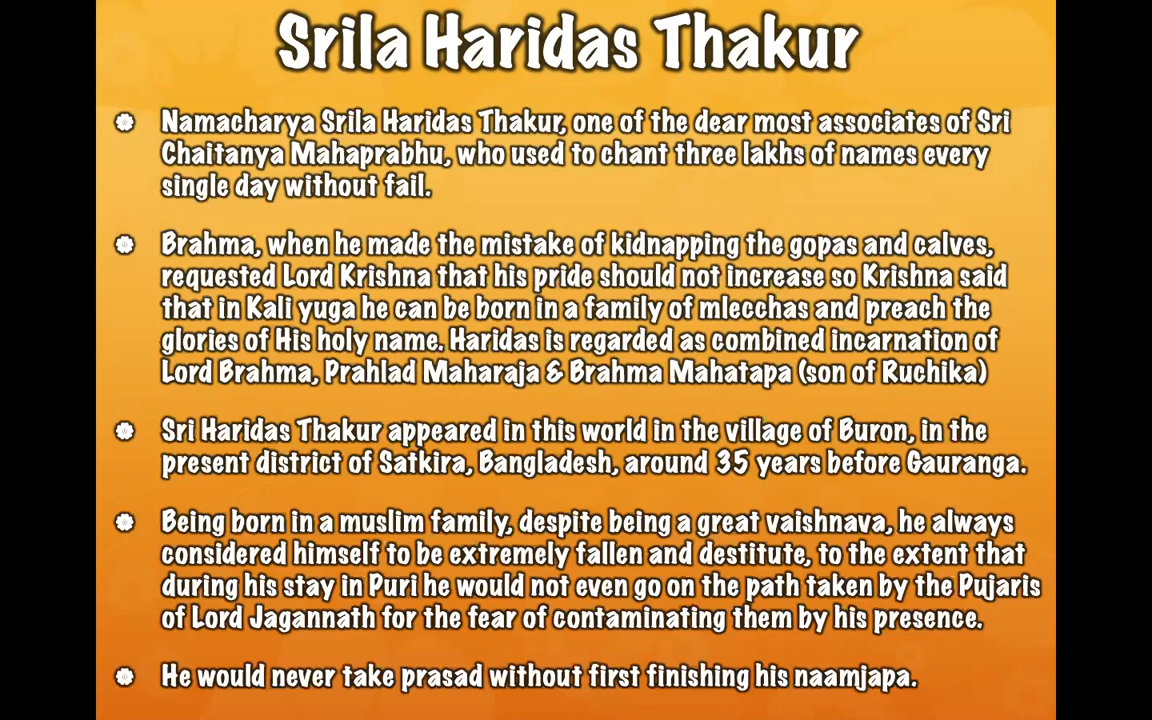 Srila Haridas Thakur
Namacharya Srila Haridas Thakur, one of the dear most associates of Sri
Chaitanya Mahaprabhu, who used to chant three lakhs of names every
single day without fail.
Brahma, when he made the mistake of kidnapping the gopas and calves,
requested Lord Krishna that his pride should not increase so Krishna said
that in Kali yuga he can be born in a family of mlecchas and preach the
glories of His holy name. Haridas is regarded as combined incarnation of
Lord Brahma, Prahlad Maharaja & Brahma Mahatapa (son of Ruchika)
Sri Haridas Thakur appeared in this world in the village of Buron, in the
present district of Satkira, Bangladesh, around 35 years before Gauranga.
Being born in a muslim family, despite being a great vaishnava, he always
considered himself to be extremely fallen and destitute, to the extent that
during his stay in Puri he would not even go on the path taken by the Pujaris
of Lord Jagannath for the fear of contaminating them by his presence.
He would never take prasad without first finishing his naamjapa.